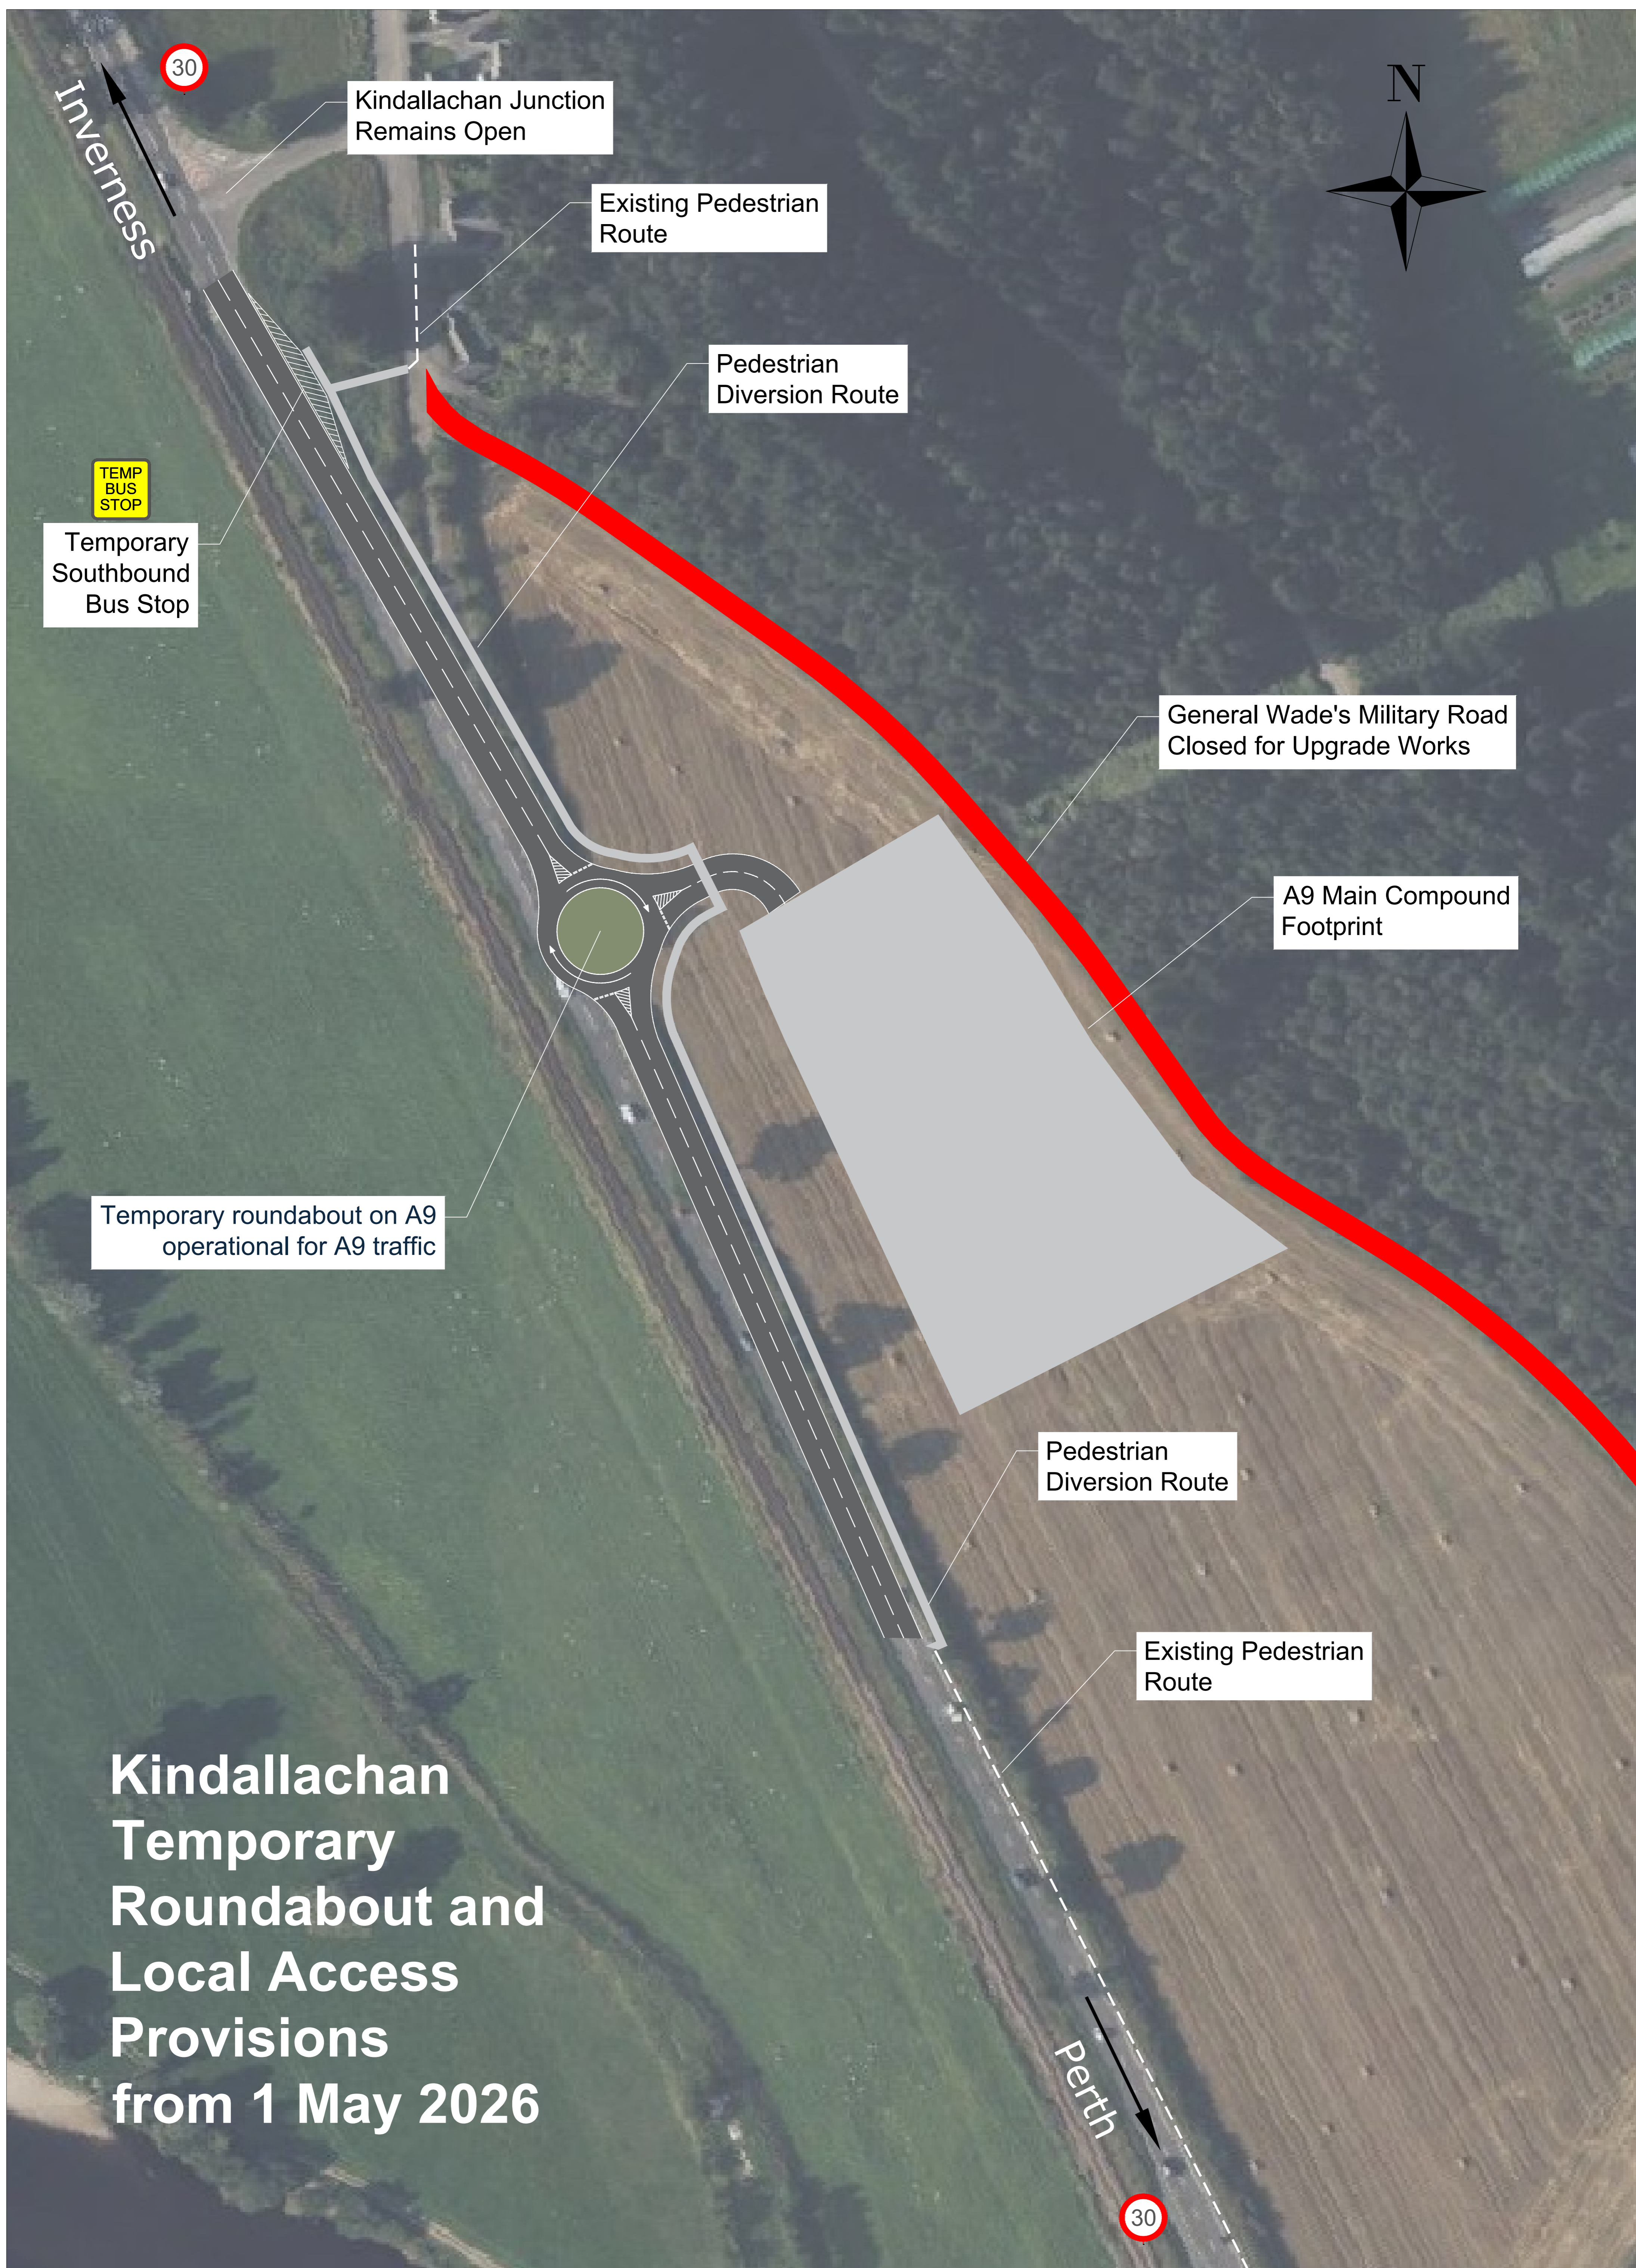 30
Inverness
Kindallachan Junction
Remains Open
N
Existing Pedestrian
Route
Pedestrian
Diversion Route
TEMP
BUS
STOP
Temporary
Southbound
Bus Stop
General Wade's Military Road
Closed for Upgrade Works
A9 Main Compound
Footprint
Temporary roundabout on A9
operational for A9 traffic
Pedestrian
Diversion Route
Existing Pedestrian
Route
Kindallachan
Temporary
Roundabout and
Local Access
Provisions
from 1 May 2026
Perth
30